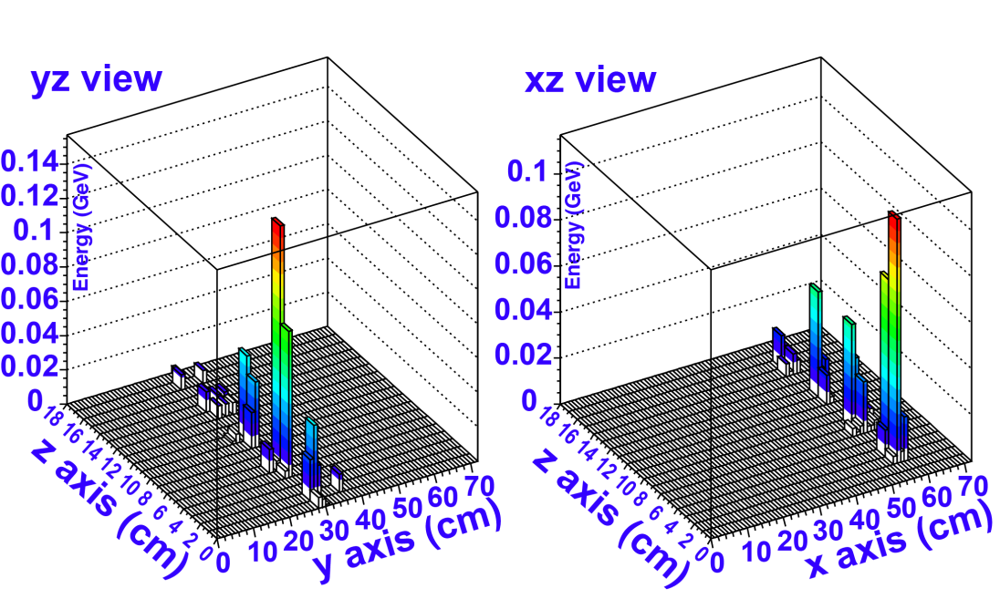 yz view
Energy (GeV)
0.14
0.12
0.1
0.08
0.06
0.04
0.02
0
18 16 14 12 10 8 6 4 2 0
z axis (cm)
0 10 20 30 40 50 60 70
y axis (cm)
xz view
Energy (GeV)
0.1
0.08
0.06
0.04
0.02
0
18 16 14 12 10 8 6 4 2 0
z axis (cm)
0 10 20 30 40 50 60 70
x axis (cm)